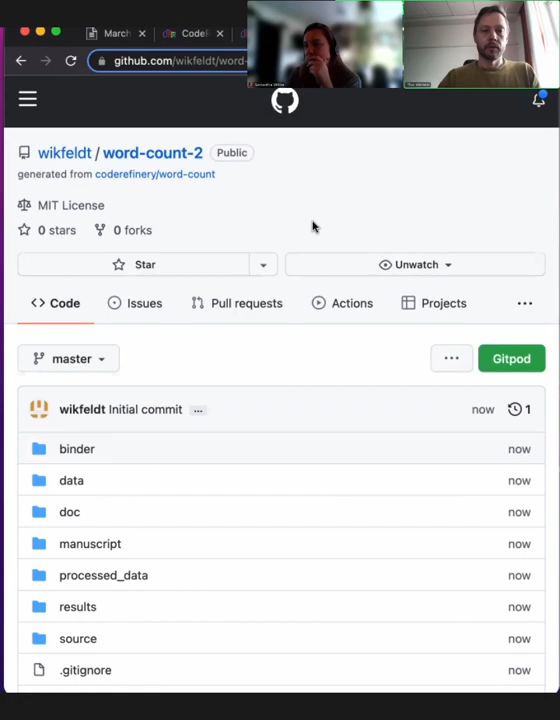 March
CodeR
github.com/wikfeldt/word-
wikfeldt / word-count-2 Public
generated from coderefinery/word-count
MIT License
0 stars 0 forks
Star Unwatch
Code Issues Pull requests Actions Projects ...
master ... Gitpod
wikfeldt Initial commit ... now 1
binder now
data now
doc now
manuscript now
processed_data now
results now
source now
.gitignore now